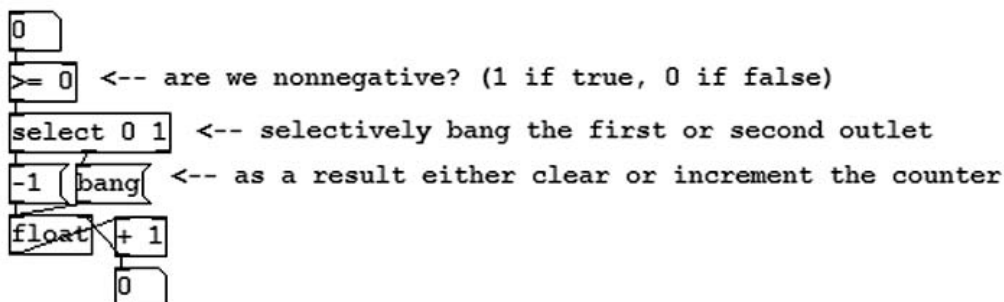 0
>= 0 <-- are we nonnegative? (1 if true, 0 if false)
select 0 1 <-- selectively bang the first or second outlet
-1 bang <-- as a result either clear or increment the counter
float + 1
0